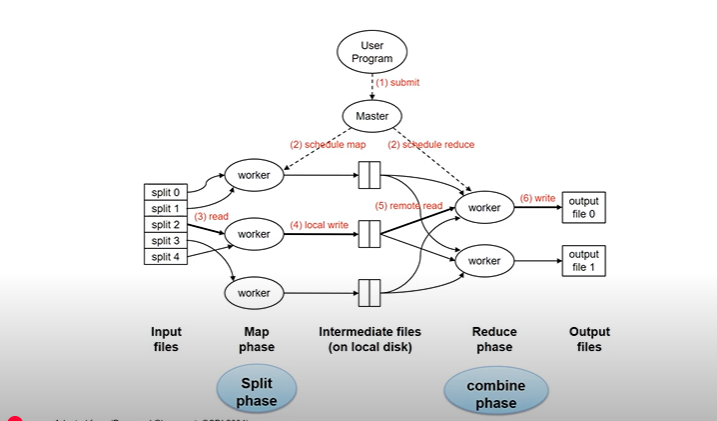 User
Program
(1) submit
Master
(2) schedule map
(2) schedule reduce
worker
split 0
split 1
split 2
split 3
split 4
(3) read
worker
(4) local write
worker
(5) remote read
worker
(6) write
output
file 0
worker
output
file 1
Input
files
Map
phase
Intermediate files
(on local disk)
Reduce
phase
Output
files
Split
phase
combine
phase